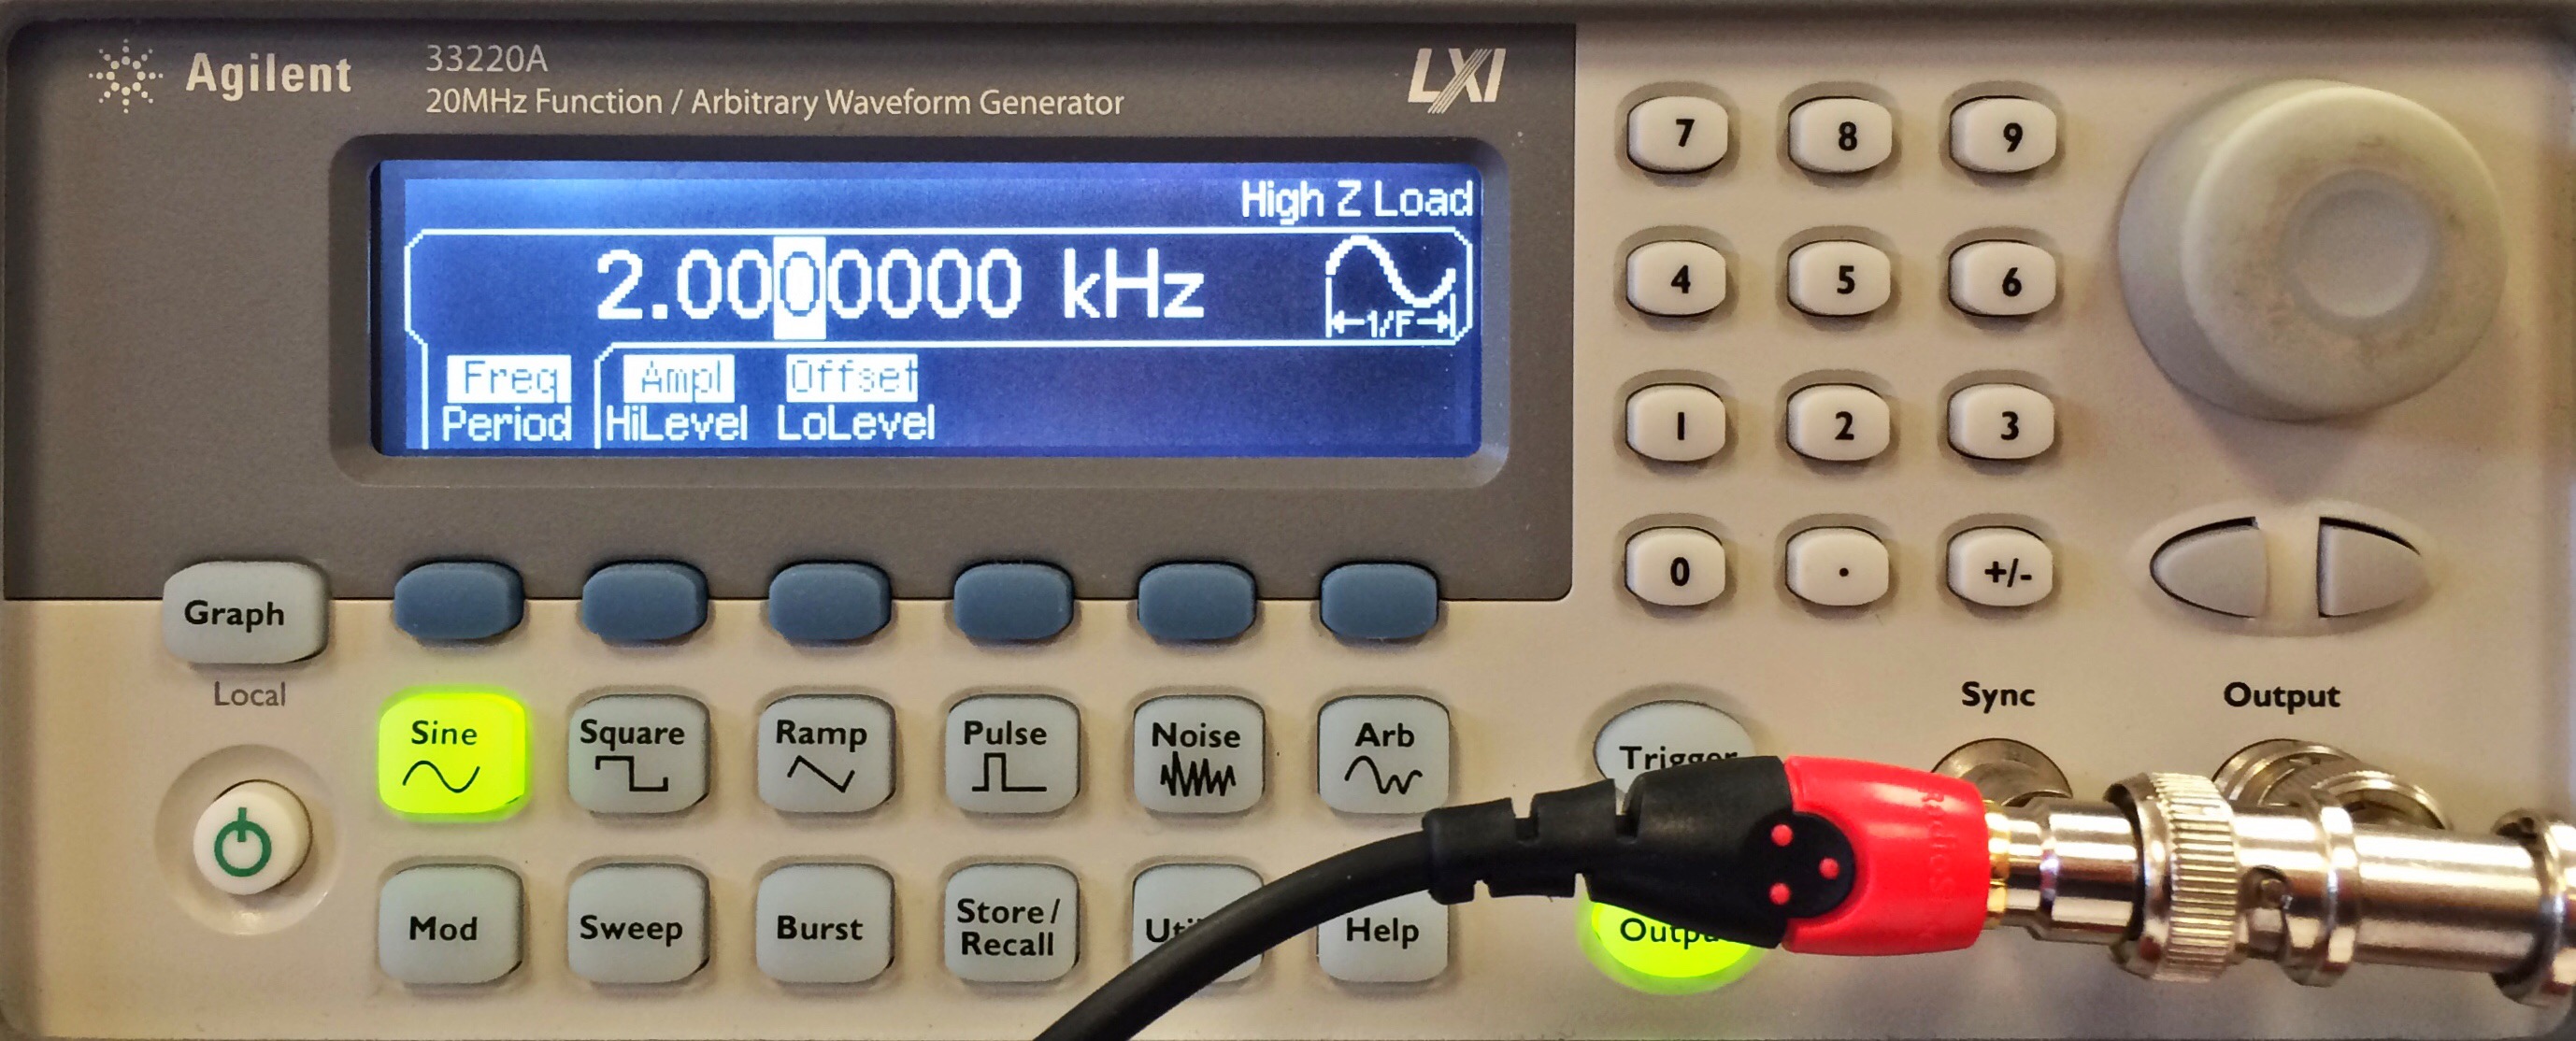 Agilent
33220A
20MHz Function / Arbitrary Waveform Generator
LXI
High Z Load
2.0000000 kHz
1/F
Freq Ampl Offset
Period HiLevel LoLevel
7 8 9
4 5 6
1 2 3
0 . +/-
Graph
Local
Sync Output
Sine Square Ramp Pulse Noise Arb
Trigger
Mod Sweep Burst Store/
Recall
Help
Output